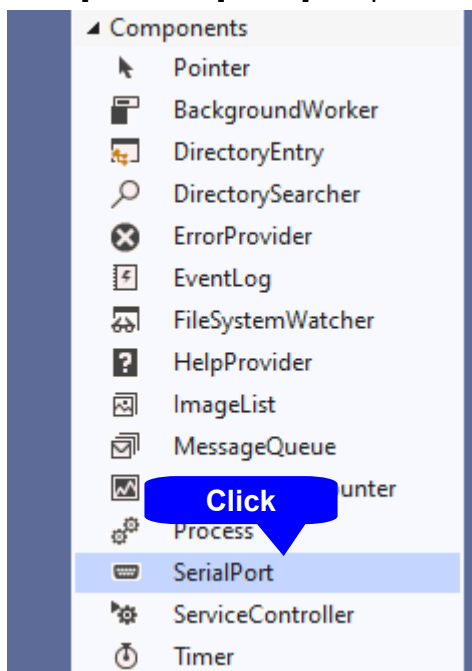 Components
Pointer
BackgroundWorker
DirectoryEntry
DirectorySearcher
ErrorProvider
EventLog
FileSystemWatcher
HelpProvider
ImageList
MessageQueue
unter
Click
Process
SerialPort
ServiceController
Timer